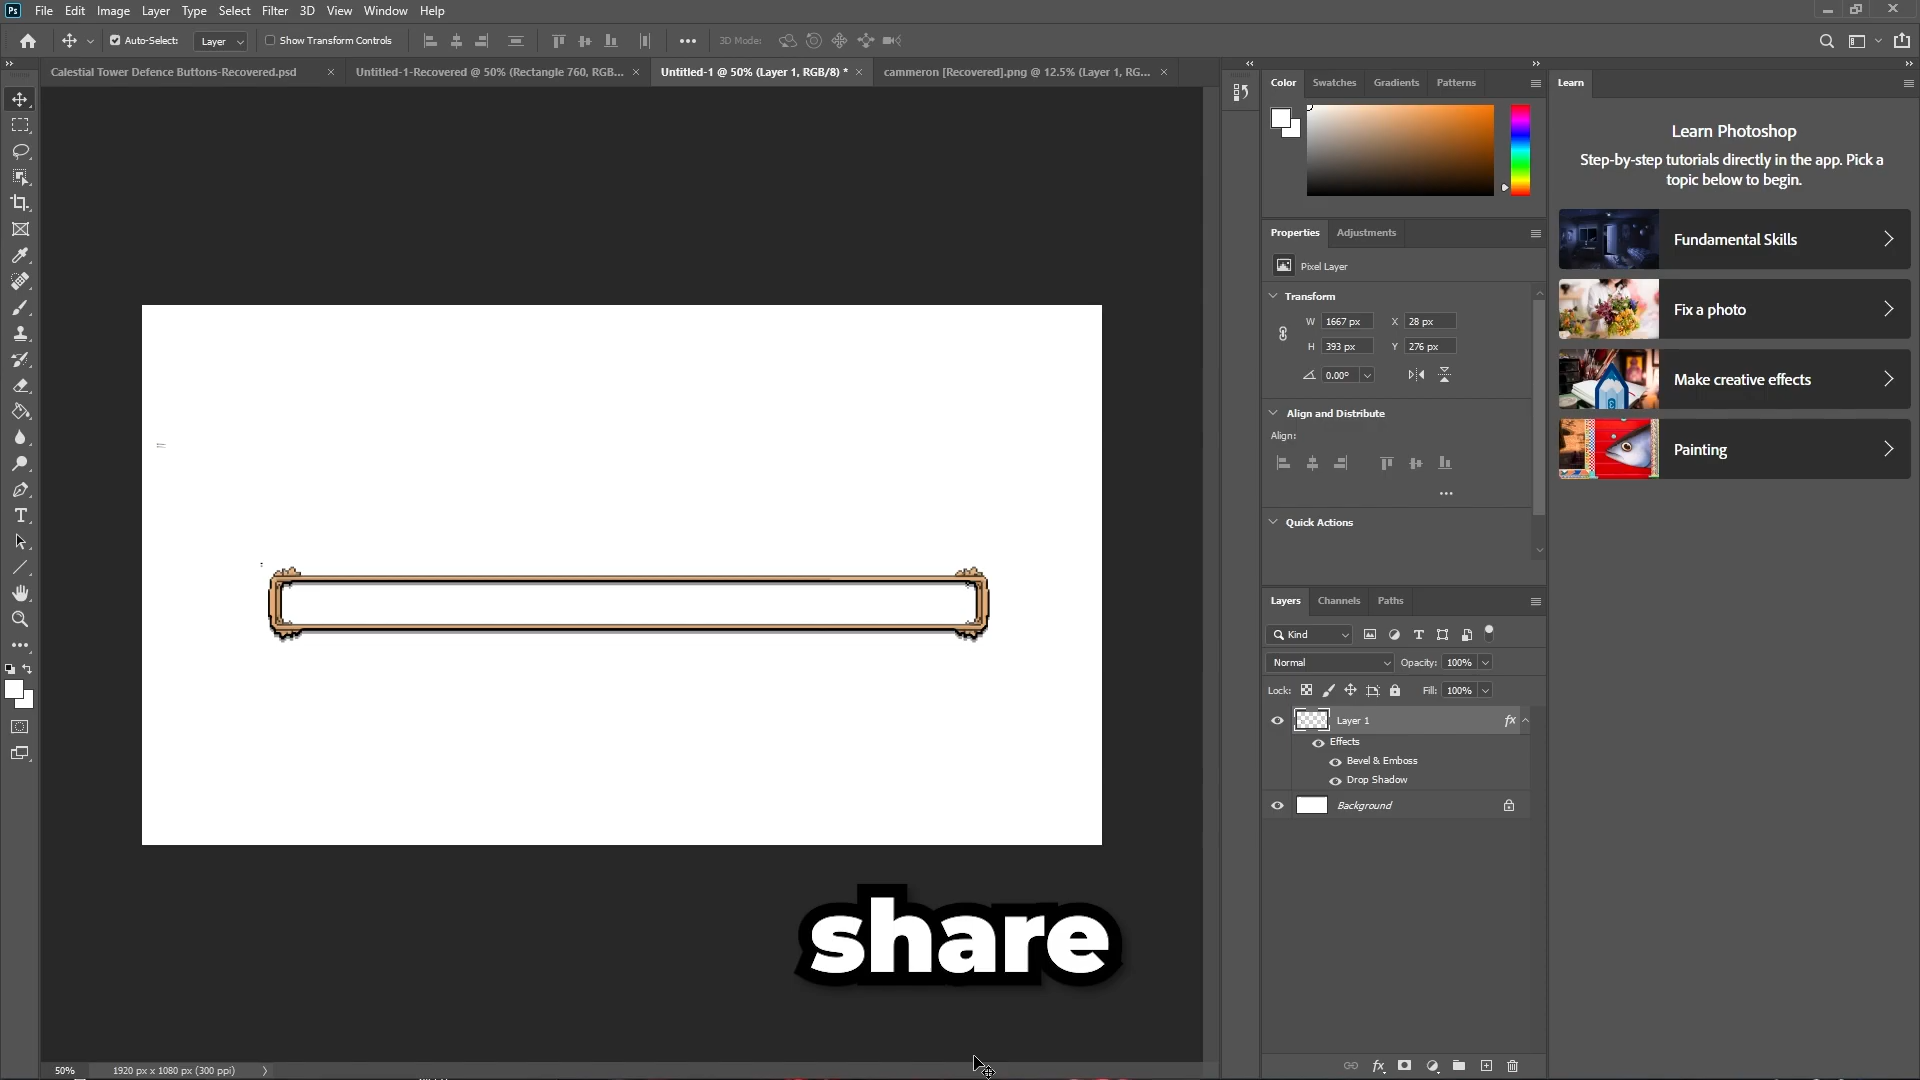 Ps File Edit Image Layer Type Select Filter 3D View Window Help
Auto-Select: Layer Show Transform Controls 3D Mode:
Calestial Tower Defence Buttons-Recovered.psd Untitled-1-Recovered @ 50% (Rectangle 760, RGB... Untitled-1 @ 50% (Layer 1, RGB/8) * cammeron [Recovered].png @ 12.5% (Layer 1, RG...
Color Swatches Gradients Patterns
Learn
Learn Photoshop
Step-by-step tutorials directly in the app. Pick a
topic below to begin.
Fundamental Skills
Fix a photo
Make creative effects
Painting
Properties Adjustments
Pixel Layer
Transform
W 1667 px X 28 px
H 393 px Y 276 px
0.00°
Align and Distribute
Align:
Quick Actions
Layers Channels Paths
Kind
Normal Opacity: 100%
Lock: Fill: 100%
Layer 1 fx
Effects
Bevel & Emboss
Drop Shadow
Background
share
50% 1920 px x 1080 px (300 ppi)
fx